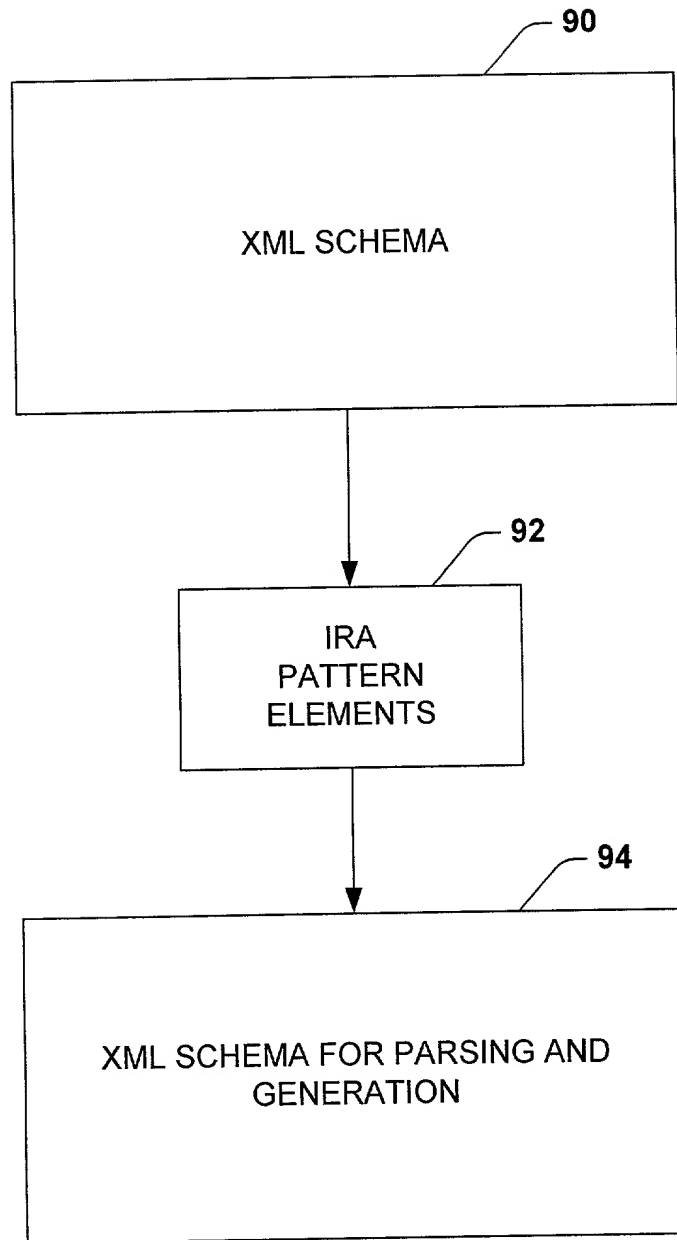 90
XML SCHEMA
92
IRA
PATTERN
ELEMENTS
94
XML SCHEMA FOR PARSING AND
GENERATION